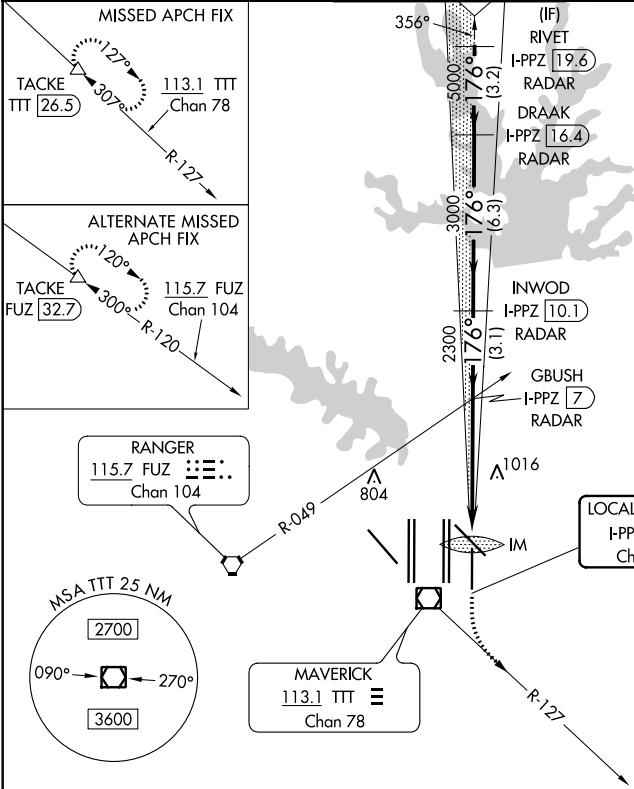 MISSED APCH FIX
127°
TACKE
TTT 26.5
307°
113.1 TTT
Chan 78
R-127
ALTERNATE MISSED
APCH FIX
120°
TACKE
FUZ 32.7
300°
115.7 FUZ
Chan 104
R-120
356°
(IF)
RIVET
I-PPZ 19.6
RADAR
5000
176°
(3.2)
DRAAK
I-PPZ 16.4
RADAR
3000
176°
(6.3)
INWOD
I-PPZ 10.1
RADAR
2300
176°
(3.1)
GBUSH
I-PPZ 7
RADAR
RANGER
115.7 FUZ
Chan 104
R-049
804
1016
IM
LOCAL
I-PP
Ch
MSA TTT 25 NM
2700
090°
270°
3600
MAVERICK
113.1 TTT
Chan 78
R-127